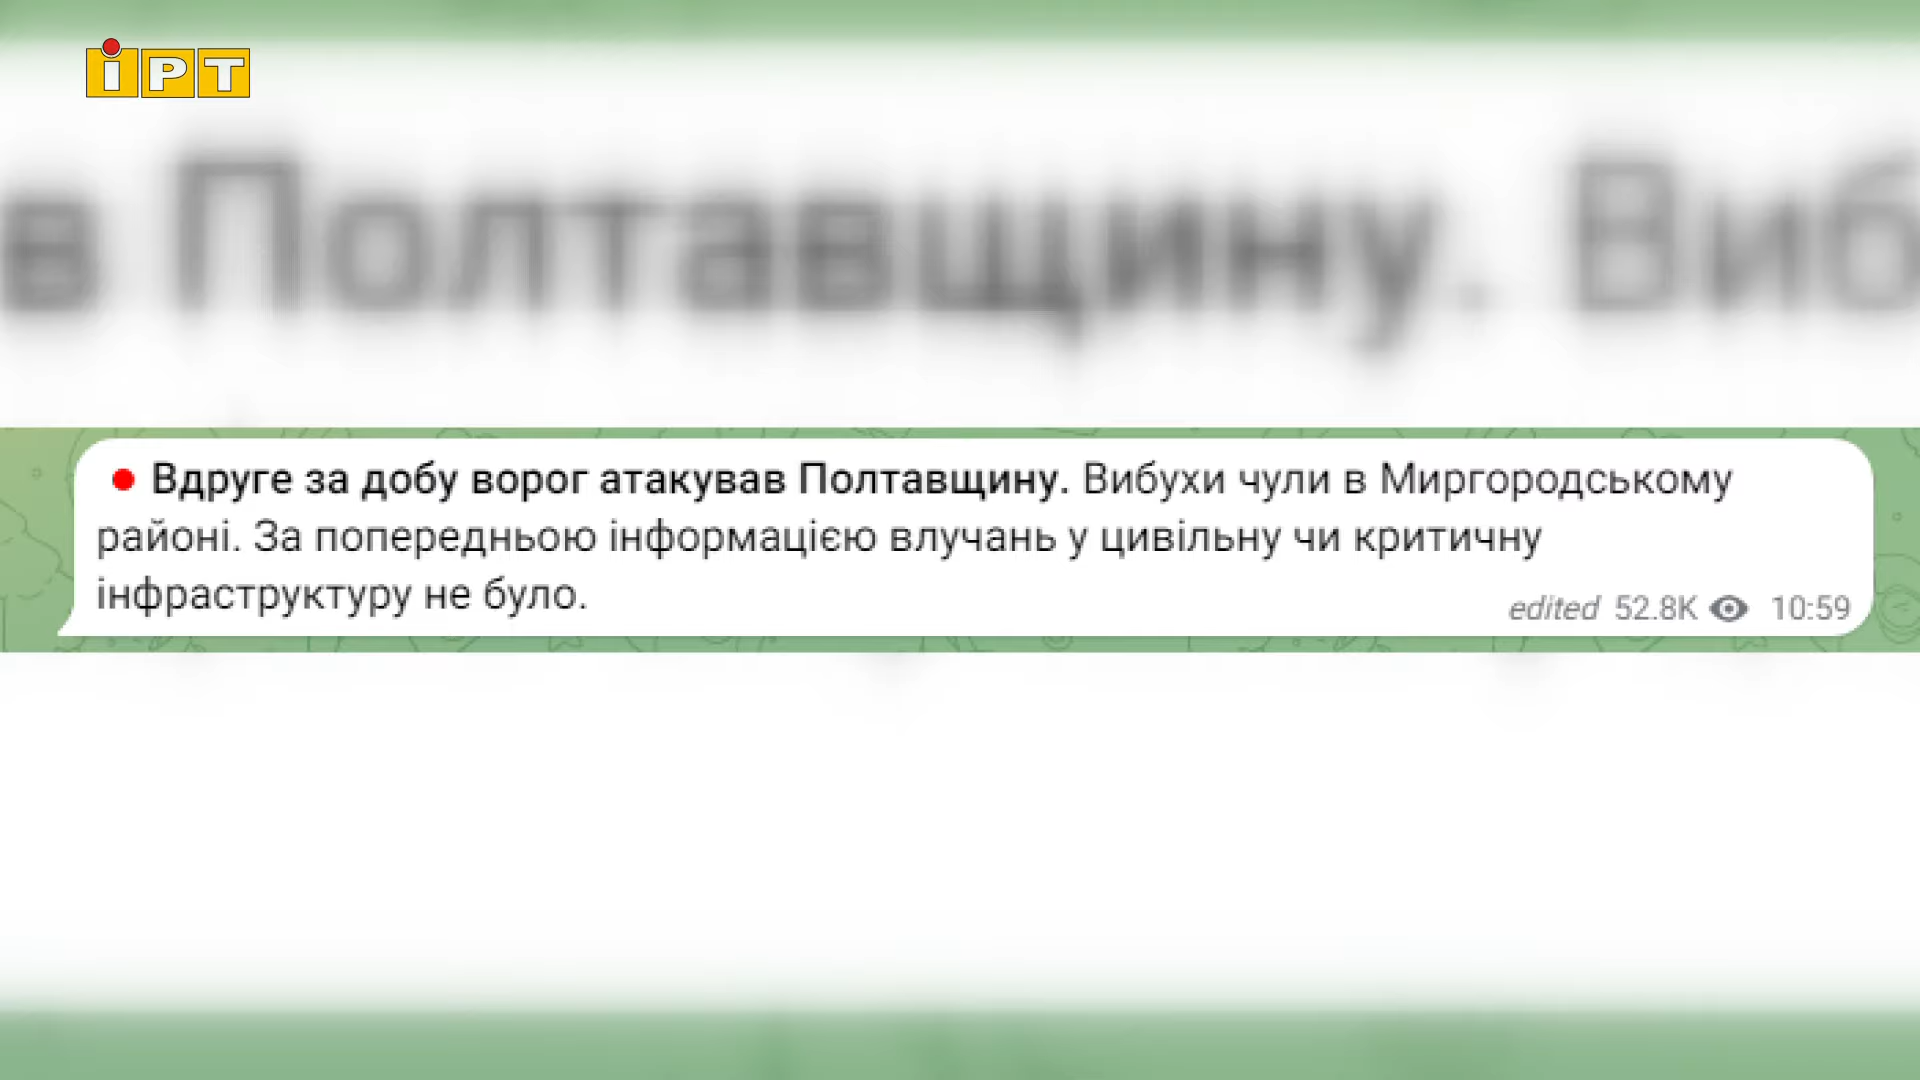 іРТ
в Полтавщину. Виб
Вдруге за добу ворог атакував Полтавщину. Вибухи чули в Миргородському
районі. За попередньою інформацією влучань у цивільну чи критичну
інфраструктуру не було.
edited 52.8K 10:59